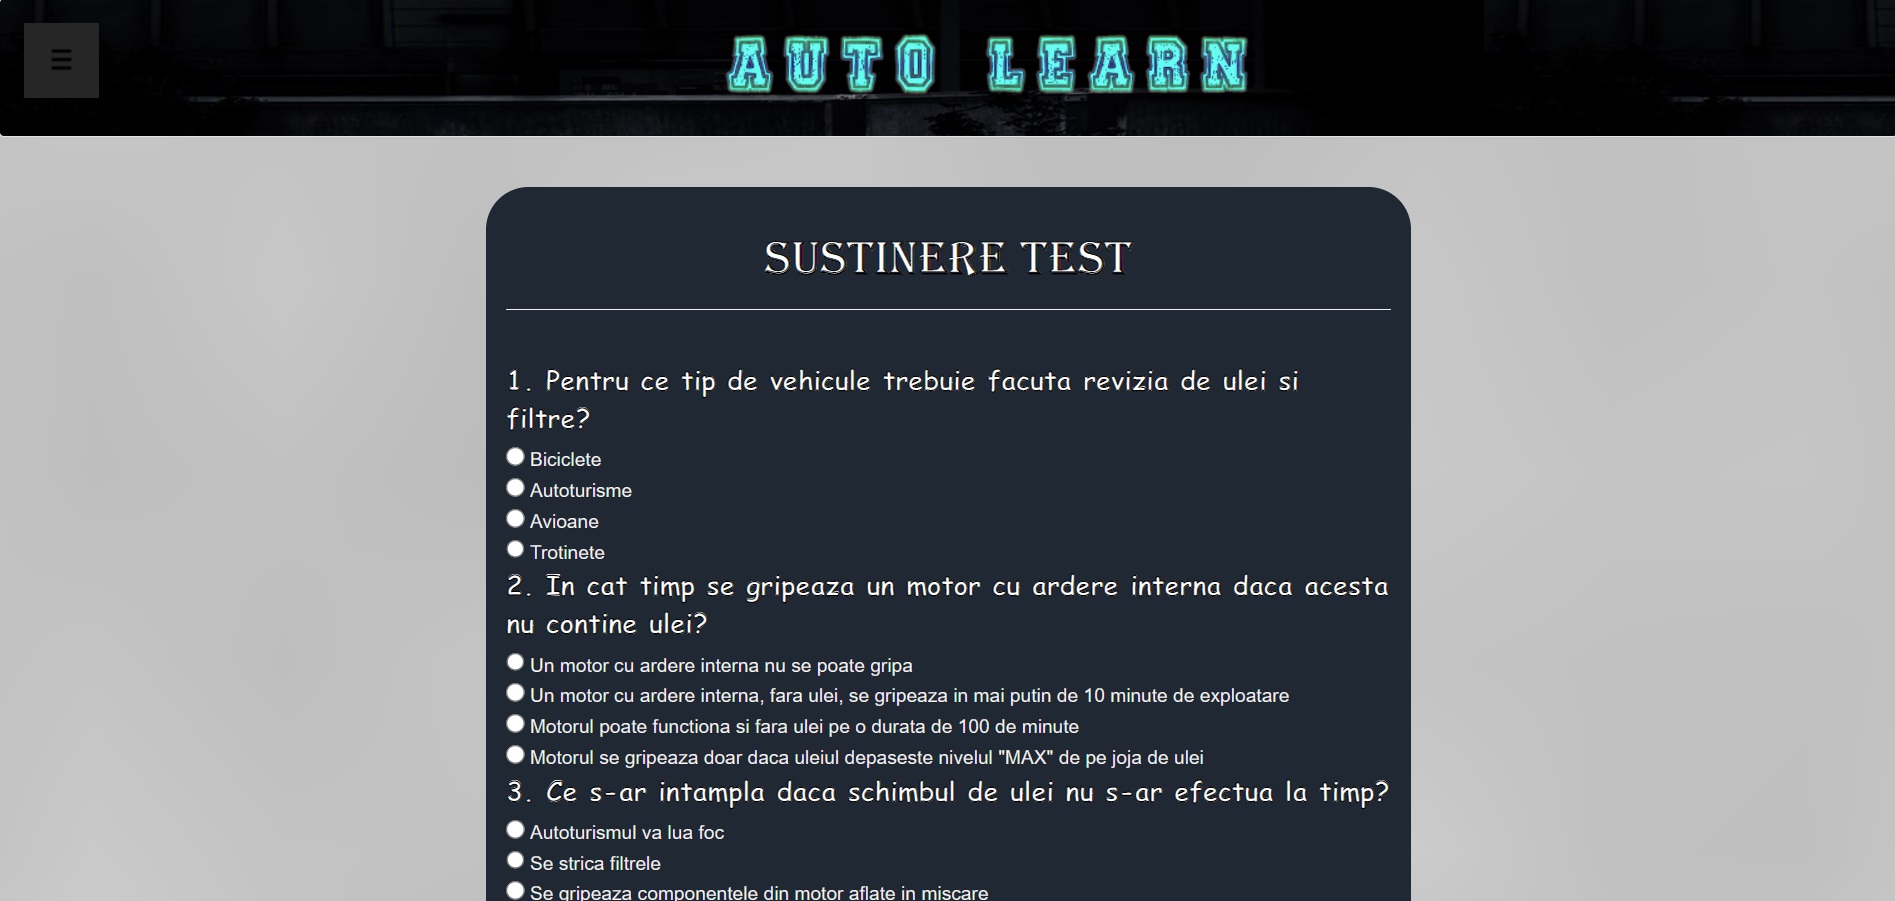 AUTO LEARN
SUSTINERE TEST
1. Pentru ce tip de vehicule trebuie facuta revizia de ulei si
filtre?
Biciclete
Autoturisme
Avioane
Trotinete
2. In cat timp se gripeaza un motor cu ardere interna daca acesta
nu contine ulei?
Un motor cu ardere interna nu se poate gripa
Un motor cu ardere interna, fara ulei, se gripeaza in mai putin de 10 minute de exploatare
Motorul poate functiona si fara ulei pe o durata de 100 de minute
Motorul se gripeaza doar daca uleiul depaseste nivelul "MAX" de pe joja de ulei
3. Ce s-ar intampla daca schimbul de ulei nu s-ar efectua la timp?
Autoturismul va lua foc
Se strica filtrele
Se gripeaza componentele din motor aflate in miscare